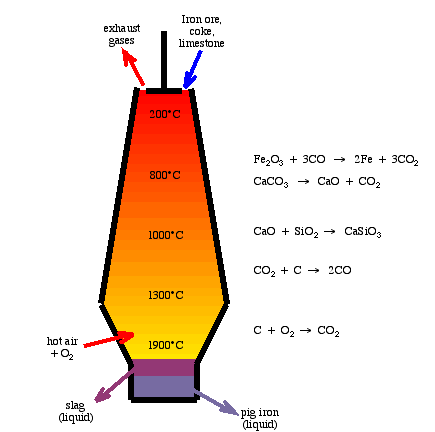 exhaust
gases
Iron ore,
coke,
limestone
200°C
800°C
1000°C
1300°C
1900°C
Fe₂O₃ + 3CO → 2Fe + 3CO₂
CaCO₃ → CaO + CO₂
CaO + SiO₂ → CaSiO₃
CO₂ + C → 2CO
C + O₂ → CO₂
hot air
+ O₂
slag
(liquid)
pig iron
(liquid)